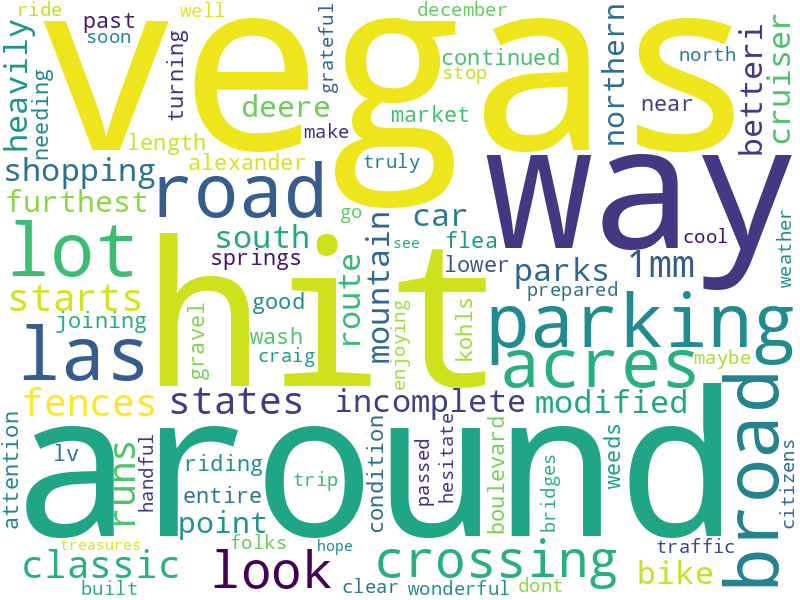 ride
well
december
past
soon
vegas
heavily
needing
turning
grateful
continued
stop
northern
north
betteri
cruiser
deere
market
near
make
length
way
shopping
alexander
truly
road
furthest
go
car
cool
weather
lot
south
see
flea
hit
springs
lower
parks
1mm
mountain
route
prepared
starts
good
parking
joining
gravel
las
wash
craig
enjoying
kohls
acres
maybe
fences
states
incomplete
modified
around
broad
attention
lv
runs
handful
riding
entire
trip
condition
passed
hesitate
boulevard
bridges
weeds
citizens
point
treasures
folks
hope
traffic
classic
look
crossing
bike
built
clear
wonderful
dont